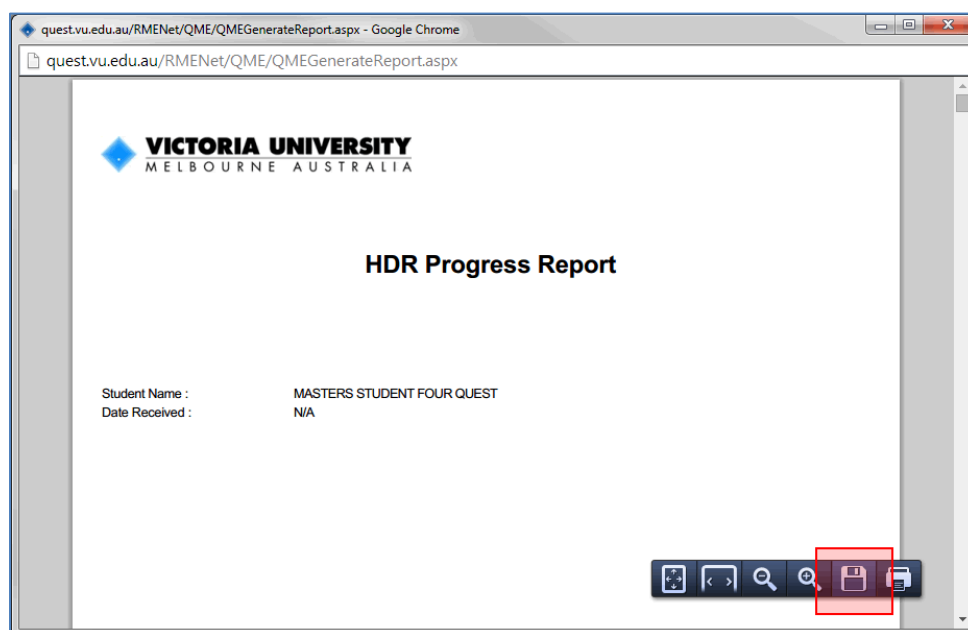 quest.vu.edu.au/RMENet/QME/QMEGenerateReport.aspx - Google Chrome
quest.vu.edu.au/RMENet/QME/QMEGenerateReport.aspx
VICTORIA UNIVERSITY
MELBOURNE AUSTRALIA
HDR Progress Report
Student Name : MASTERS STUDENT FOUR QUEST
Date Received : N/A